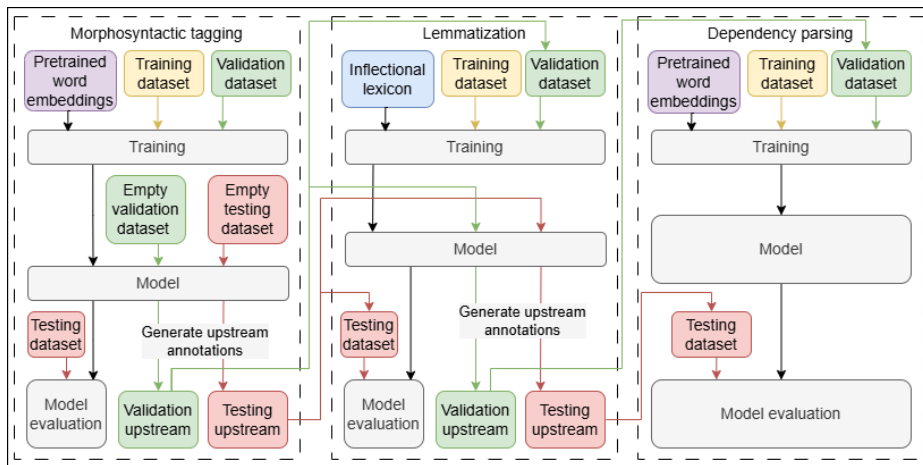 Morphosyntactic tagging
Pretrained
word
embeddings
Training
dataset
Validation
dataset
Training
Empty
validation
dataset
Empty
testing
dataset
Model
Testing
dataset
Generate upstream
annotations
Model
evaluation
Validation
upstream
Testing
upstream
Lemmatization
Inflectional
lexicon
Training
dataset
Validation
dataset
Training
Model
Testing
dataset
Generate upstream
annotations
Model
evaluation
Validation
upstream
Testing
upstream
Dependency parsing
Pretrained
word
embeddings
Training
dataset
Validation
dataset
Training
Model
Testing
dataset
Model evaluation